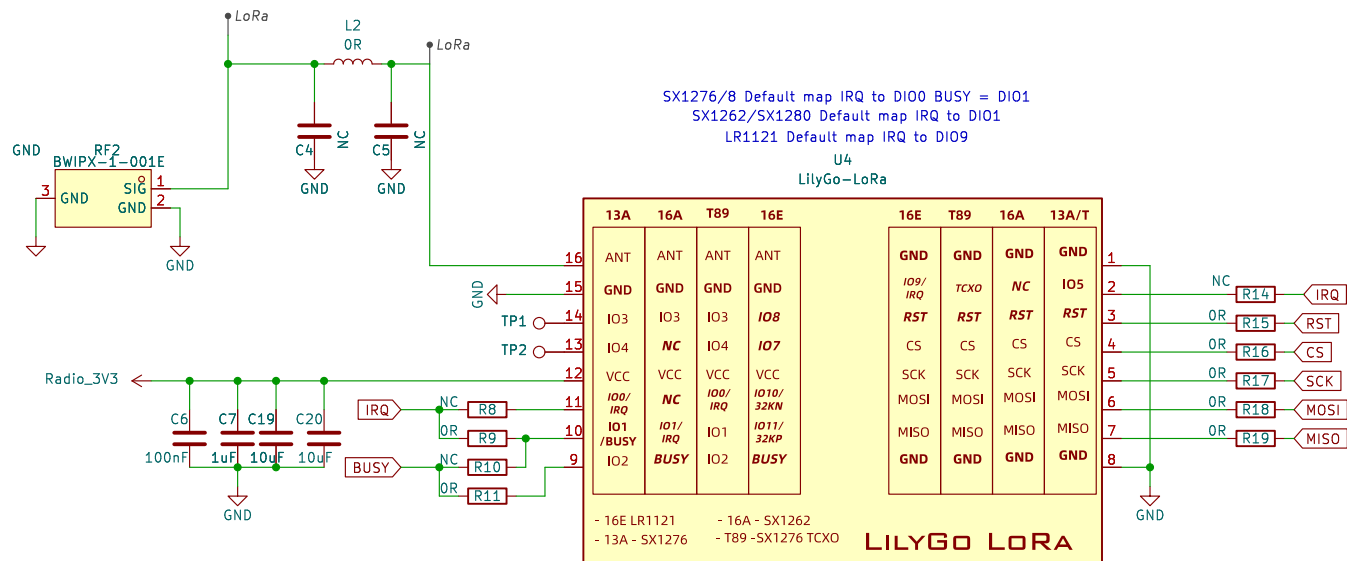 LoRa
L2
0R
LoRa
SX1276/8 Default map IRQ to DIO0 BUSY = DIO1
SX1262/SX1280 Default map IRQ to DIO1
LR1121 Default map IRQ to DIO9
U4
LilyGo-LoRa
C4
NC
C5
NC
GND
GND
GND
RF2
BWIPX-1-001E
3
GND
SIG
1
GND
2
GND
13A 16A T89 16E
16E T89 16A 13A/T
16 ANT ANT ANT ANT
GND GND GND GND 1
GND 15 GND GND GND GND
IO9/IRQ TCXO NC IO5 2 NC R14 IRQ
TP1 14 IO3 IO3 IO3 IO8
RST RST RST RST 3 0R R15 RST
TP2 13 IO4 NC IO4 IO7
CS CS CS CS 4 0R R16 CS
Radio_3V3 12 VCC VCC VCC VCC
SCK SCK SCK SCK 5 0R R17 SCK
IRQ NC R8 11 IO0/IRQ NC IO0/IRQ IO10/32KN
MOSI MOSI MOSI MOSI 6 0R R18 MOSI
0R R9 10 IO1/BUSY IO1/IRQ IO1 IO11/32KP
MISO MISO MISO MISO 7 0R R19 MISO
BUSY NC R10 9 IO2 BUSY IO2 BUSY
GND GND GND GND 8
0R R11
C6 C7 C19 C20
100nF 1uF 10uF 10uF
GND
GND
- 16E LR1121 - 16A - SX1262
- 13A - SX1276 - T89 -SX1276 TCXO
LILYGO LORA